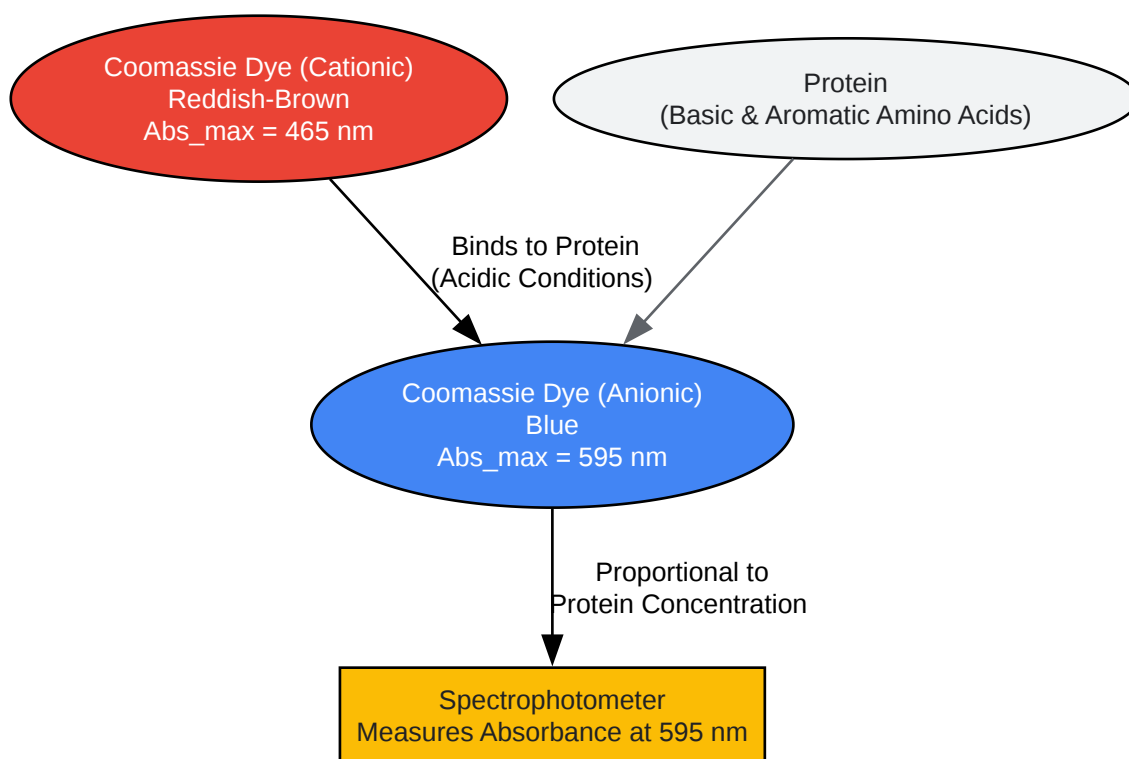 Coomassie Dye (Cationic)
Reddish-Brown
Abs_max = 465 nm
Protein
(Basic & Aromatic Amino Acids)
Binds to Protein
(Acidic Conditions)
Coomassie Dye (Anionic)
Blue
Abs_max = 595 nm
Proportional to
Protein Concentration
Spectrophotometer
Measures Absorbance at 595 nm